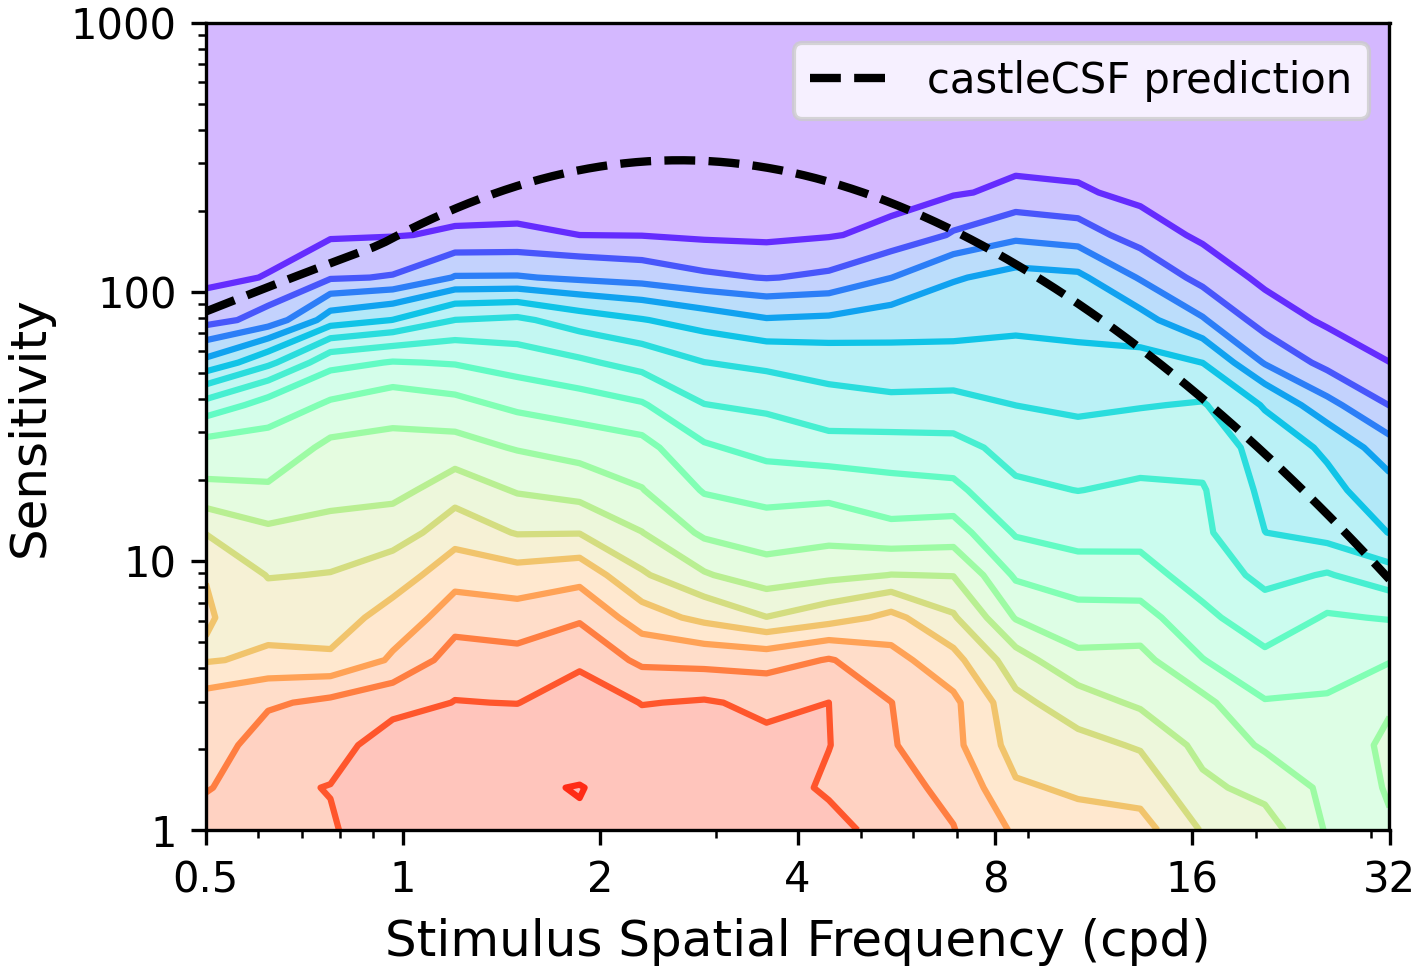 1000
100
10
1
Sensitivity
castleCSF prediction
0.5 1 2 4 8 16 32
Stimulus Spatial Frequency (cpd)